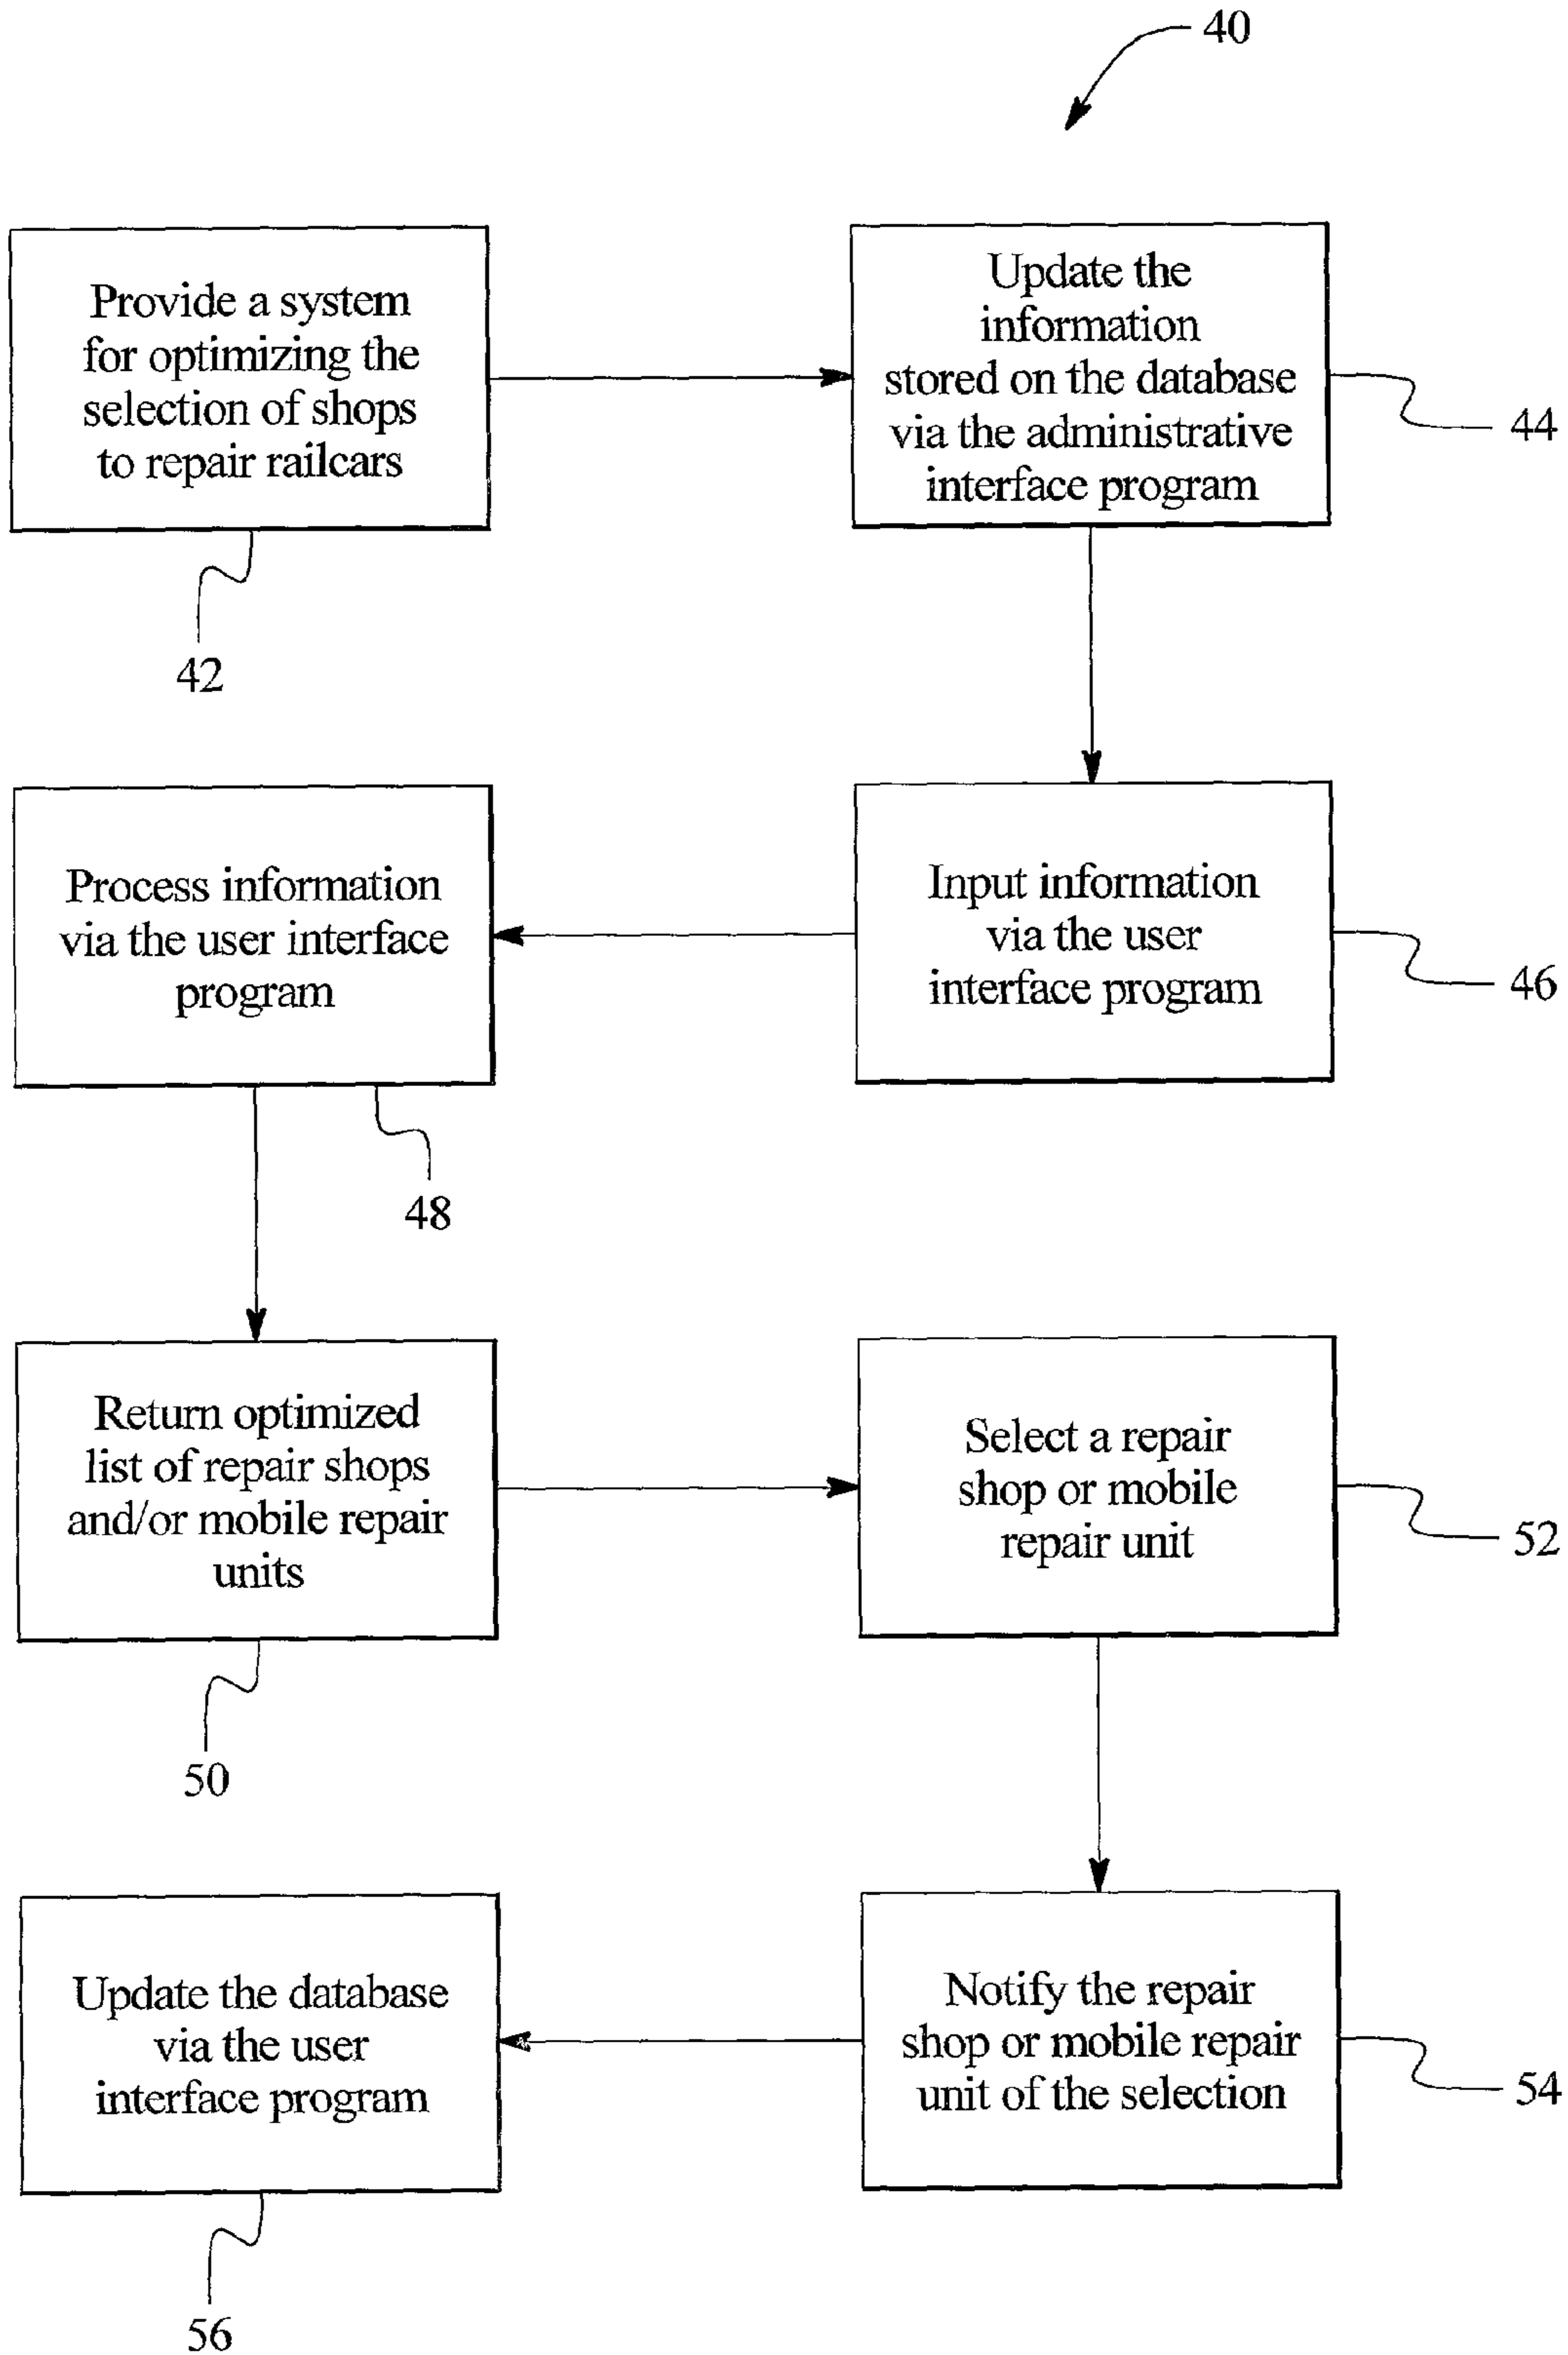 40
Provide a system
for optimizing the
selection of shops
to repair railcars
42
Update the
information
stored on the database
via the administrative
interface program
44
Input information
via the user
interface program
46
Process information
via the user interface
program
48
Return optimized
list of repair shops
and/or mobile repair
units
50
Select a repair
shop or mobile
repair unit
52
Notify the repair
shop or mobile repair
unit of the selection
54
Update the database
via the user
interface program
56